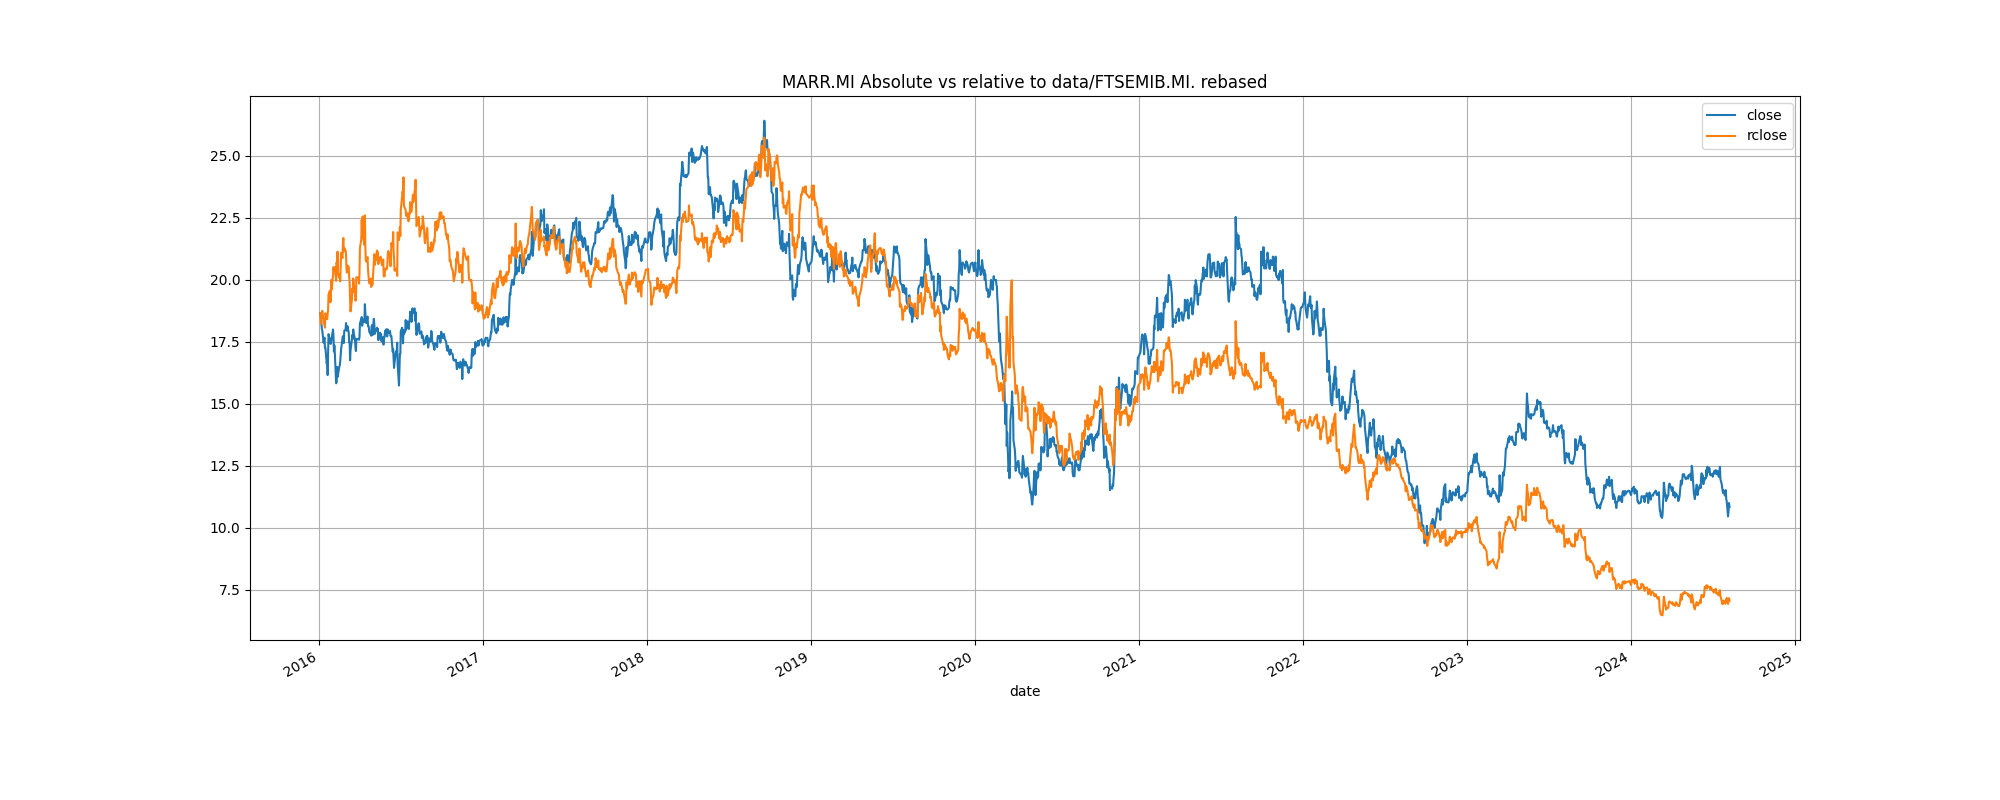 MARR.MI Absolute vs relative to data/FTSEMIB.MI. rebased
close
rclose
25.0
22.5
20.0
17.5
15.0
12.5
10.0
7.5
2016 2017 2018 2019 2020 2021 2022 2023 2024 2025
date